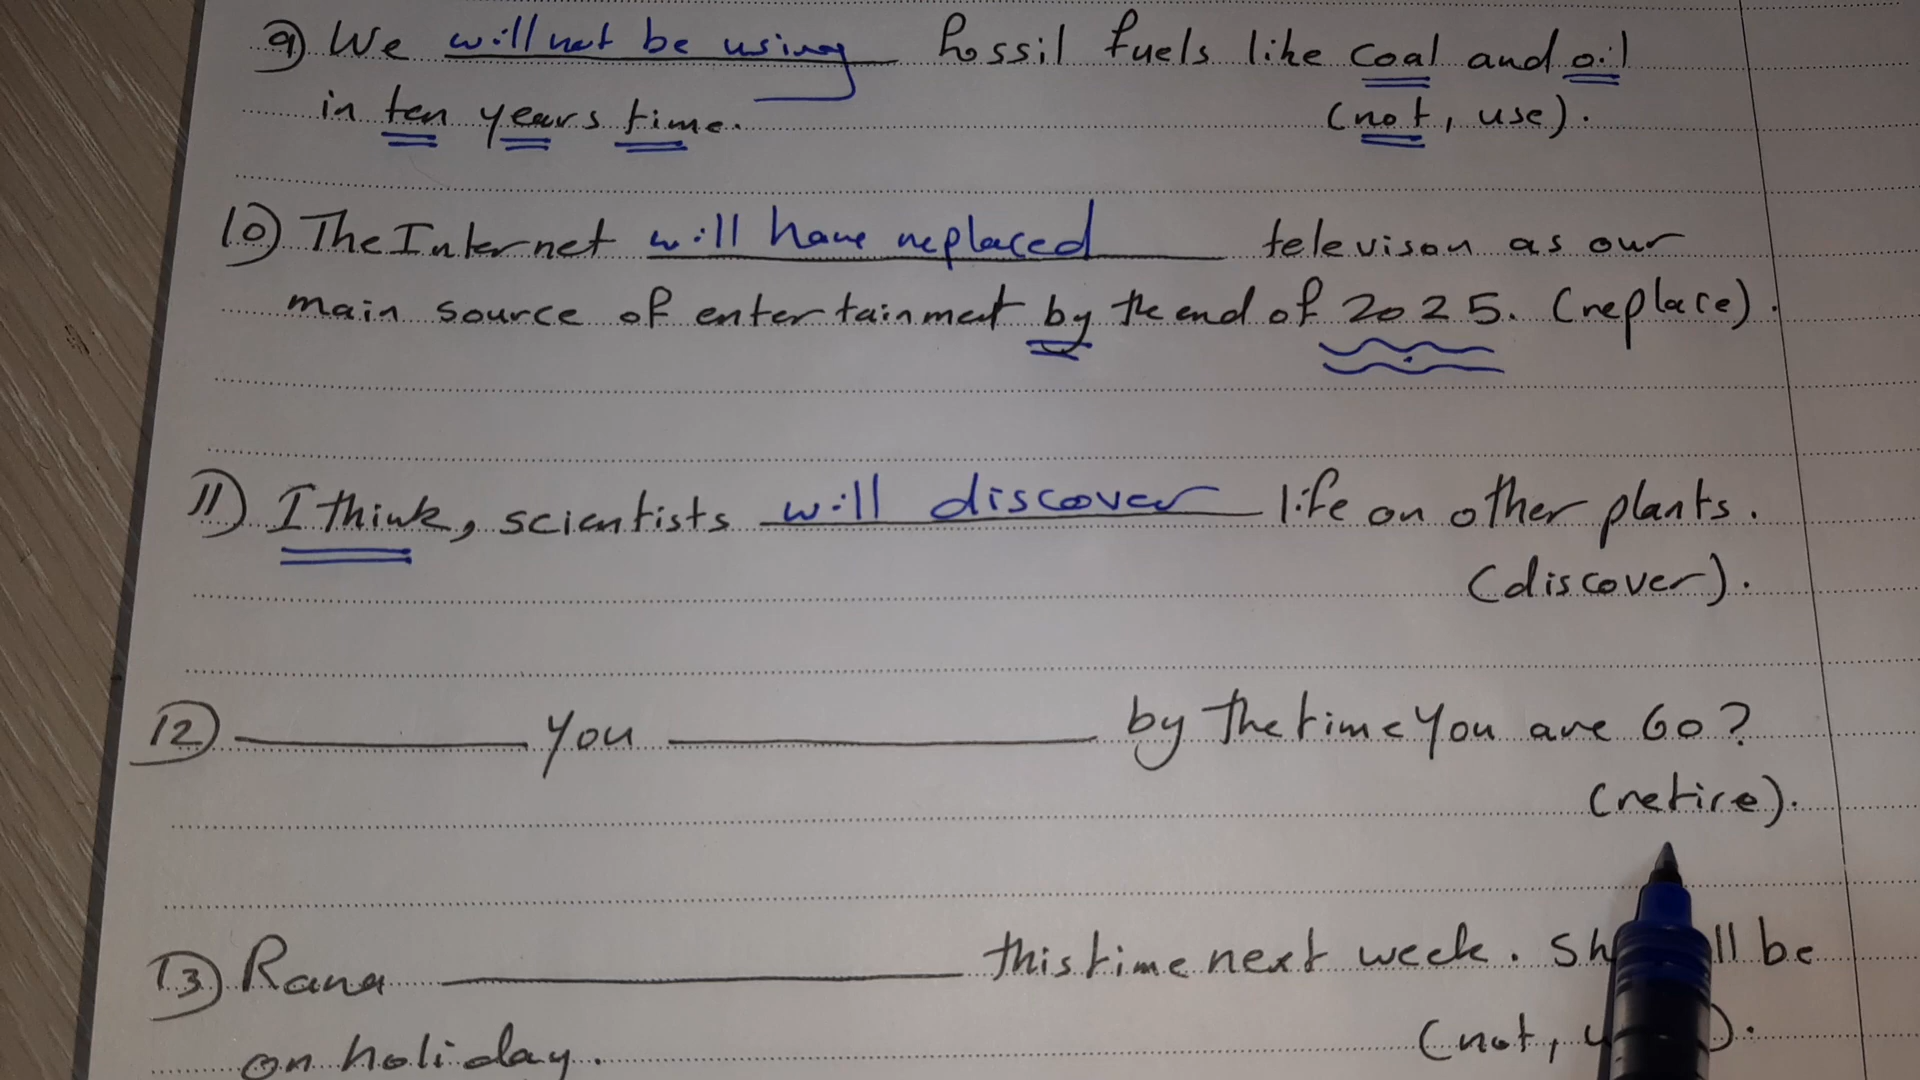 9) We will not be using fossil fuels like coal and oil
in ten years time. (not, use).
10) The Internet will have replaced televison as our
main source of entertainment by the end of 2025. (replace).
11) I think, scientists will discover life on other plants.
(discover).
12) ________ you ________ by the time You are 60?
(retire).
13) Rana ________ this time next week. Sh ll be
on holiday. (not, ).